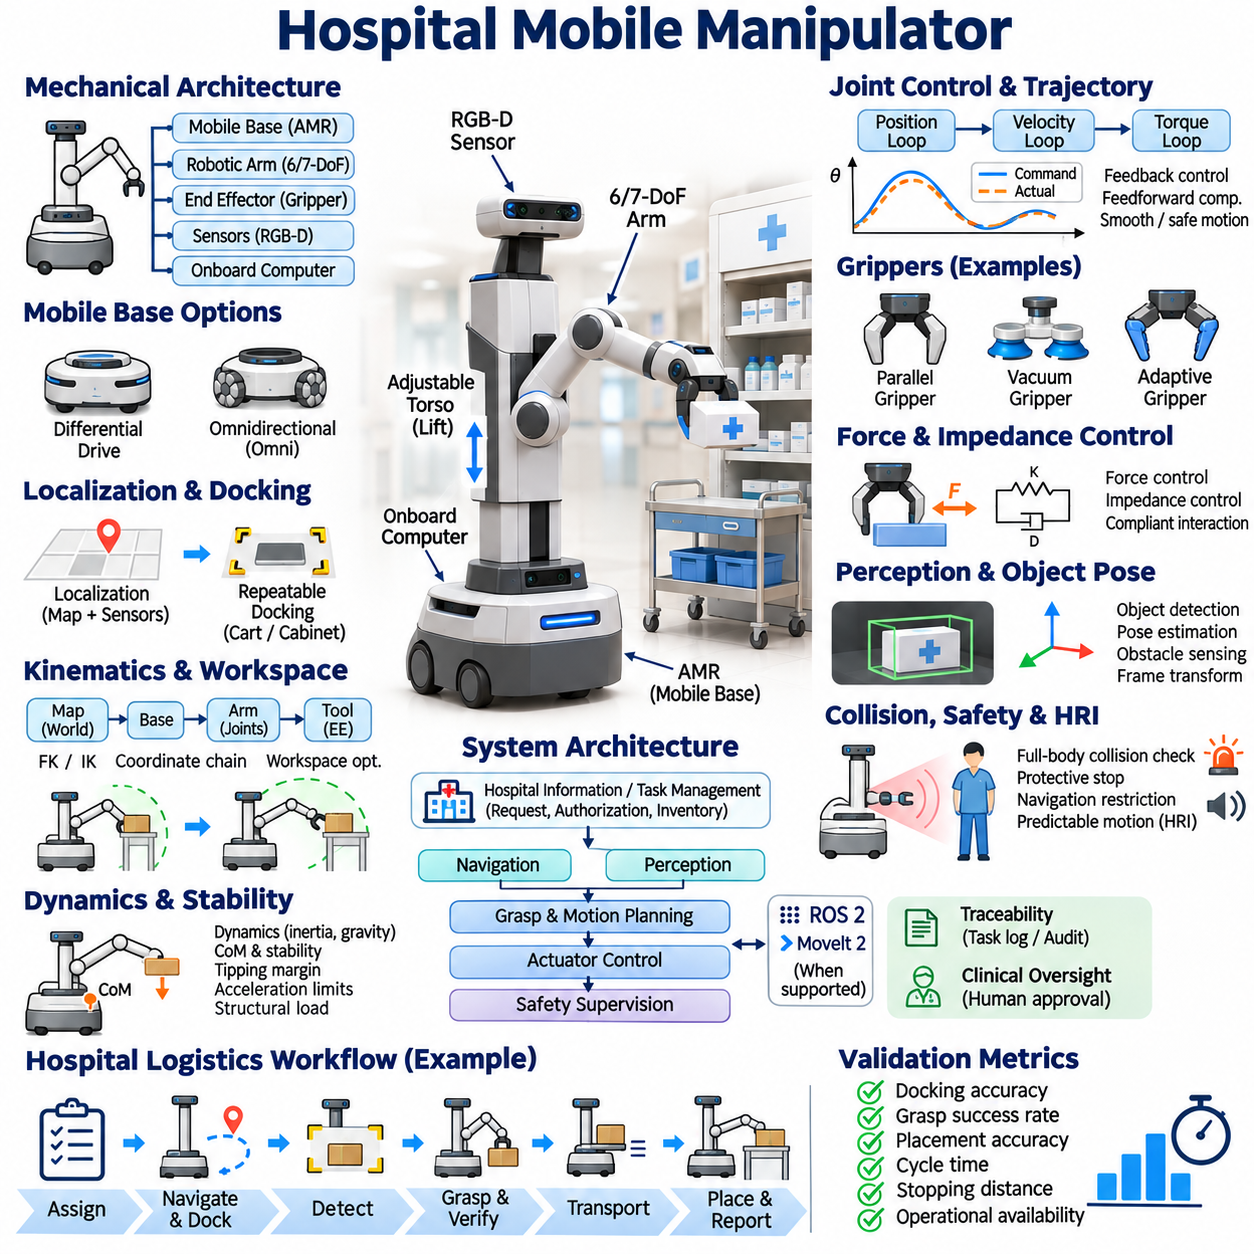 Hospital Mobile Manipulator
Mechanical Architecture
Mobile Base (AMR)
Robotic Arm (6/7-DoF)
End Effector (Gripper)
Sensors (RGB-D)
Onboard Computer
Mobile Base Options
Differential
Drive
Omnidirectional
(Omni)
Localization & Docking
Localization
(Map + Sensors)
Repeatable
Docking
(Cart / Cabinet)
Kinematics & Workspace
Map
(World)
Base
Arm
(Joints)
Tool
(EE)
FK / IK
Coordinate chain
Workspace opt.
Dynamics & Stability
CoM
Dynamics (inertia, gravity)
CoM & stability
Tipping margin
Acceleration limits
Structural load
RGB-D
Sensor
6/7-DoF
Arm
Adjustable
Torso
(Lift)
Onboard
Computer
AMR
(Mobile Base)
System Architecture
Hospital Information / Task Management
(Request, Authorization, Inventory)
Navigation
Perception
Grasp & Motion Planning
Actuator Control
Safety Supervision
ROS 2
MoveIt 2
(When
supported)
Joint Control & Trajectory
Position
Loop
Velocity
Loop
Torque
Loop
θ
Command
Actual
Feedback control
Feedforward comp.
Smooth / safe motion
Grippers (Examples)
Parallel
Gripper
Vacuum
Gripper
Adaptive
Gripper
Force & Impedance Control
F
K
D
Force control
Impedance control
Compliant interaction
Perception & Object Pose
Object detection
Pose estimation
Obstacle sensing
Frame transform
Collision, Safety & HRI
Full-body collision check
Protective stop
Navigation restriction
Predictable motion (HRI)
Traceability
(Task log / Audit)
Clinical Oversight
(Human approval)
Hospital Logistics Workflow (Example)
Assign
Navigate
& Dock
Detect
Grasp &
Verify
Transport
Place &
Report
Validation Metrics
Docking accuracy
Grasp success rate
Placement accuracy
Cycle time
Stopping distance
Operational availability